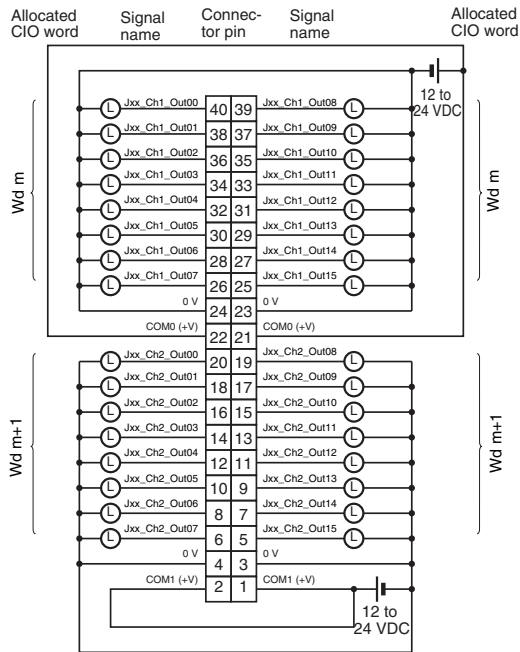 Allocated CIO word Signal name Connec- tor pin Signal name Allocated CIO word
12 to 24 VDC
Wd m
Wd m
L Jxx_Ch1_Out00 40 39 Jxx_Ch1_Out08 L
L Jxx_Ch1_Out01 38 37 Jxx_Ch1_Out09 L
L Jxx_Ch1_Out02 36 35 Jxx_Ch1_Out10 L
L Jxx_Ch1_Out03 34 33 Jxx_Ch1_Out11 L
L Jxx_Ch1_Out04 32 31 Jxx_Ch1_Out12 L
L Jxx_Ch1_Out05 30 29 Jxx_Ch1_Out13 L
L Jxx_Ch1_Out06 28 27 Jxx_Ch1_Out14 L
L Jxx_Ch1_Out07 26 25 Jxx_Ch1_Out15 L
0 V 24 23 0 V
COM0 (+V) 22 21 COM0 (+V)
Wd m+1
Wd m+1
L Jxx_Ch2_Out00 20 19 Jxx_Ch2_Out08 L
L Jxx_Ch2_Out01 18 17 Jxx_Ch2_Out09 L
L Jxx_Ch2_Out02 16 15 Jxx_Ch2_Out10 L
L Jxx_Ch2_Out03 14 13 Jxx_Ch2_Out11 L
L Jxx_Ch2_Out04 12 11 Jxx_Ch2_Out12 L
L Jxx_Ch2_Out05 10 9 Jxx_Ch2_Out13 L
L Jxx_Ch2_Out06 8 7 Jxx_Ch2_Out14 L
L Jxx_Ch2_Out07 6 5 Jxx_Ch2_Out15 L
0 V 4 3 0 V
COM1 (+V) 2 1 COM1 (+V)
12 to
24 VDC